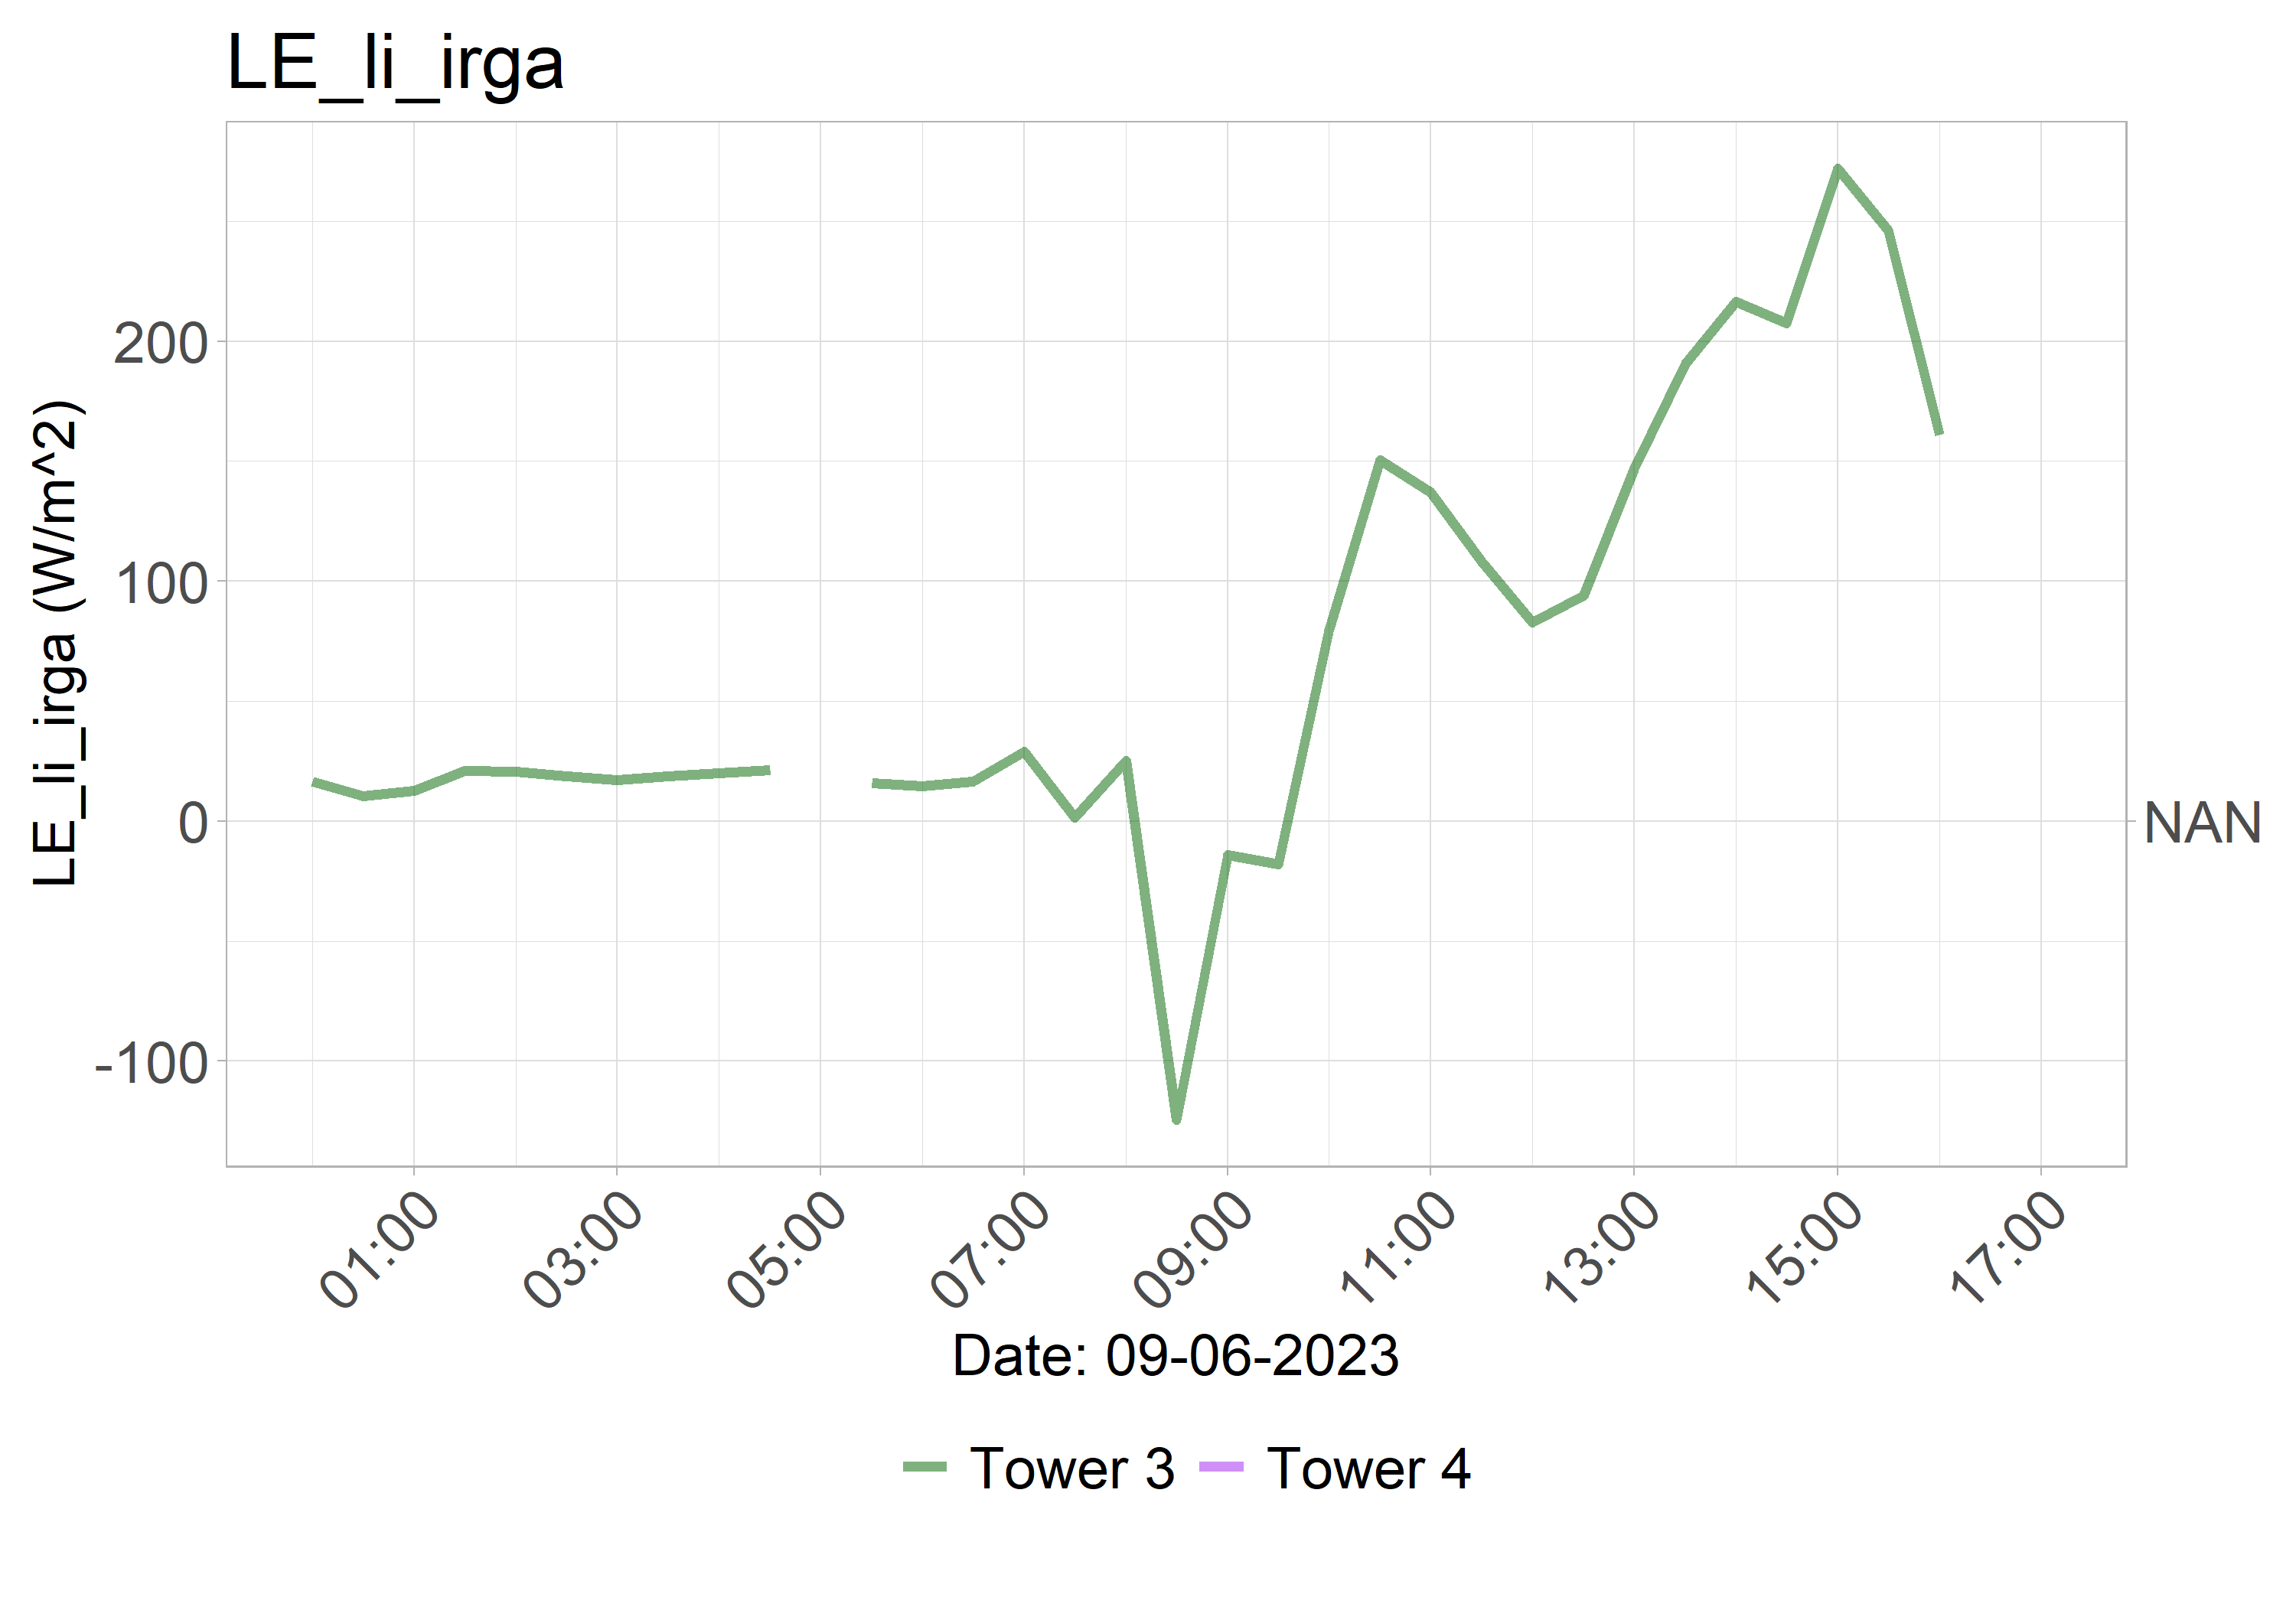 LE_li_irga
LE_li_irga (W/m^2)
200
100
0
-100
NAN
01:00
03:00
05:00
07:00
09:00
11:00
13:00
15:00
17:00
Date: 09-06-2023
Tower 3
Tower 4